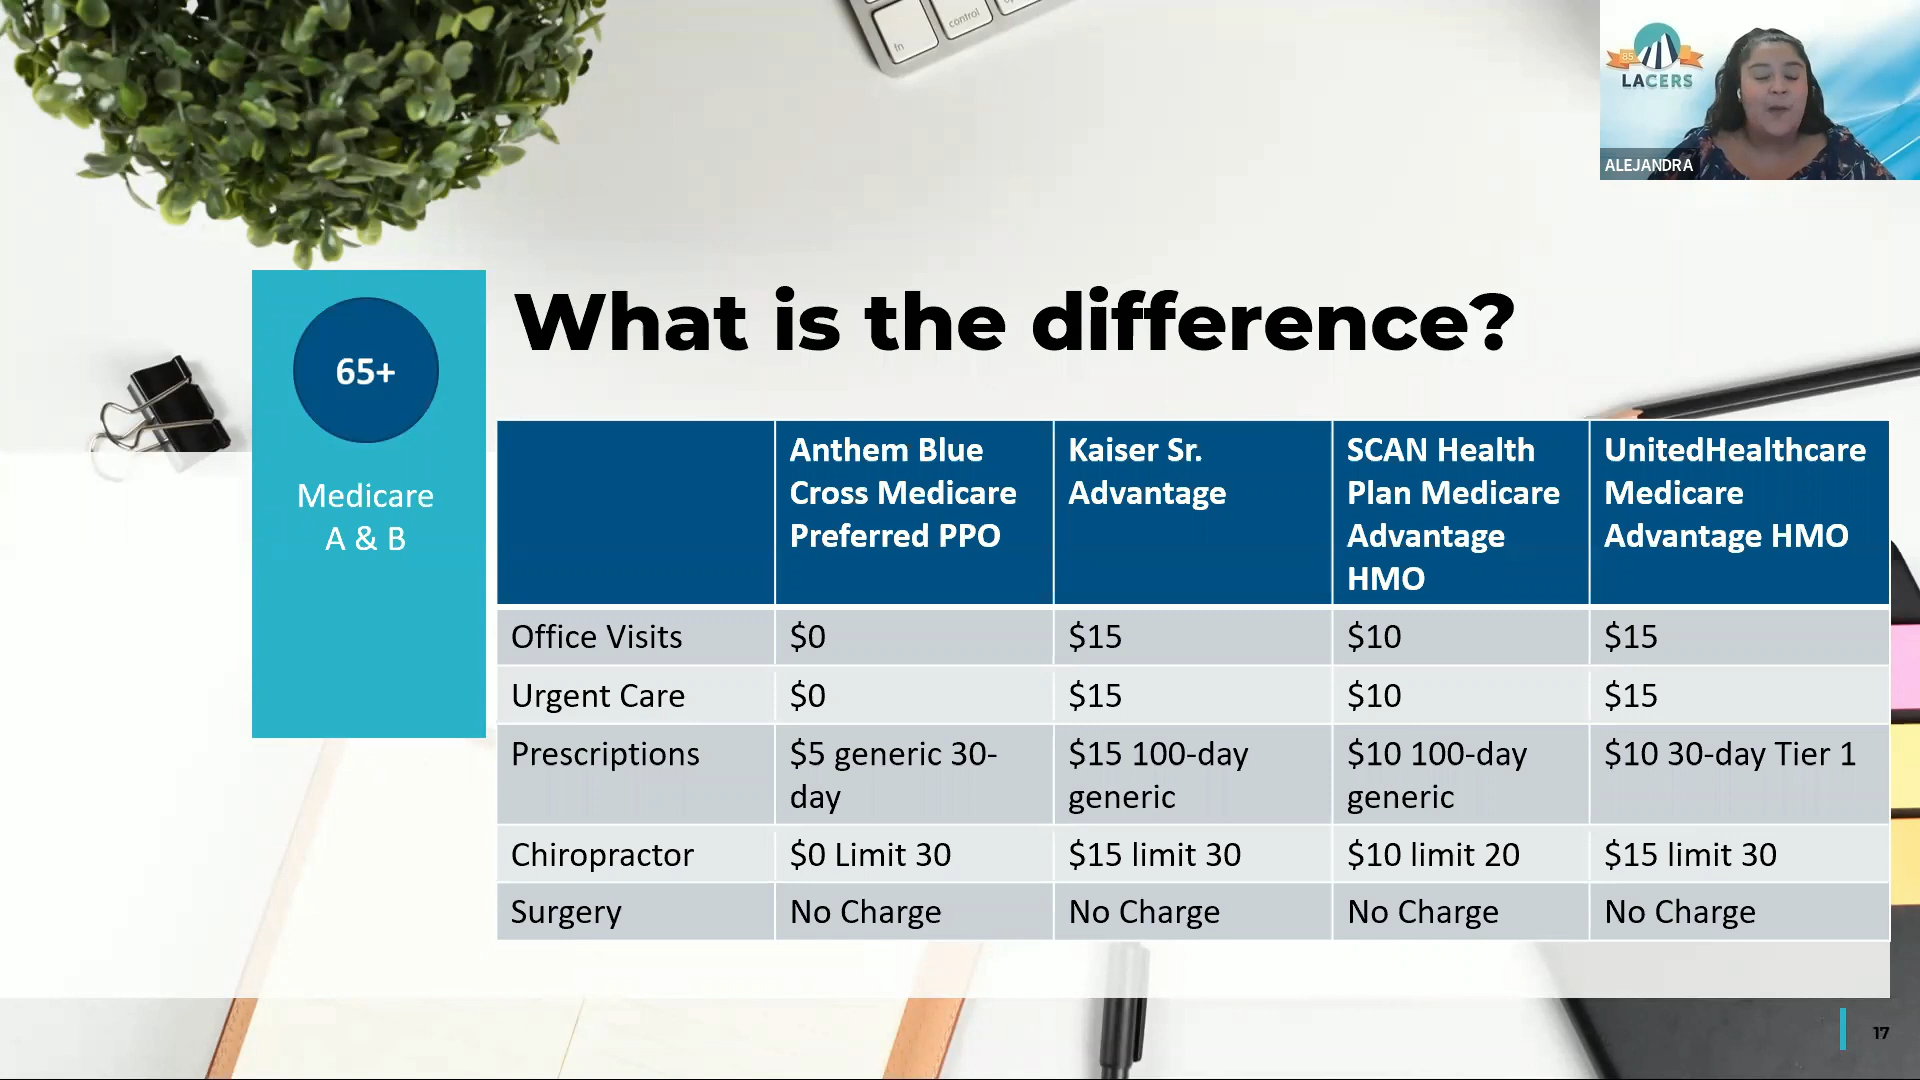 fn
control
85
LACERS
ALEJANDRA
65+
Medicare
A & B
What is the difference?
Anthem Blue
Cross Medicare
Preferred PPO
Kaiser Sr.
Advantage
SCAN Health
Plan Medicare
Advantage
HMO
UnitedHealthcare
Medicare
Advantage HMO
Office Visits
$0
$15
$10
$15
Urgent Care
$0
$15
$10
$15
Prescriptions
$5 generic 30-
day
$15 100-day
generic
$10 100-day
generic
$10 30-day Tier 1
Chiropractor
$0 Limit 30
$15 limit 30
$10 limit 20
$15 limit 30
Surgery
No Charge
No Charge
No Charge
No Charge
17